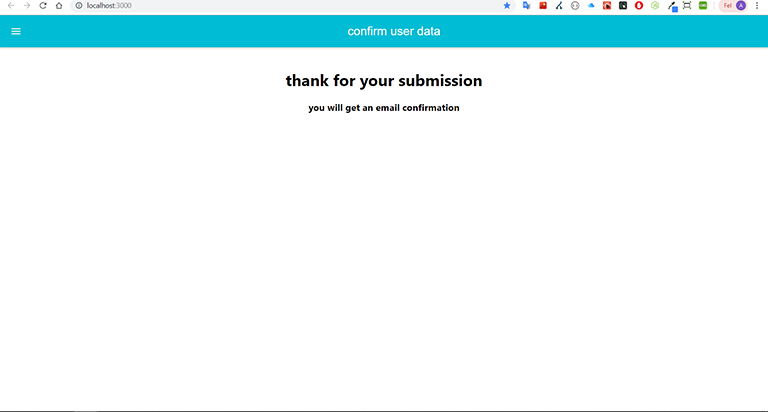 localhost:3000
Fel A
confirm user data
thank for your submission
you will get an email confirmation